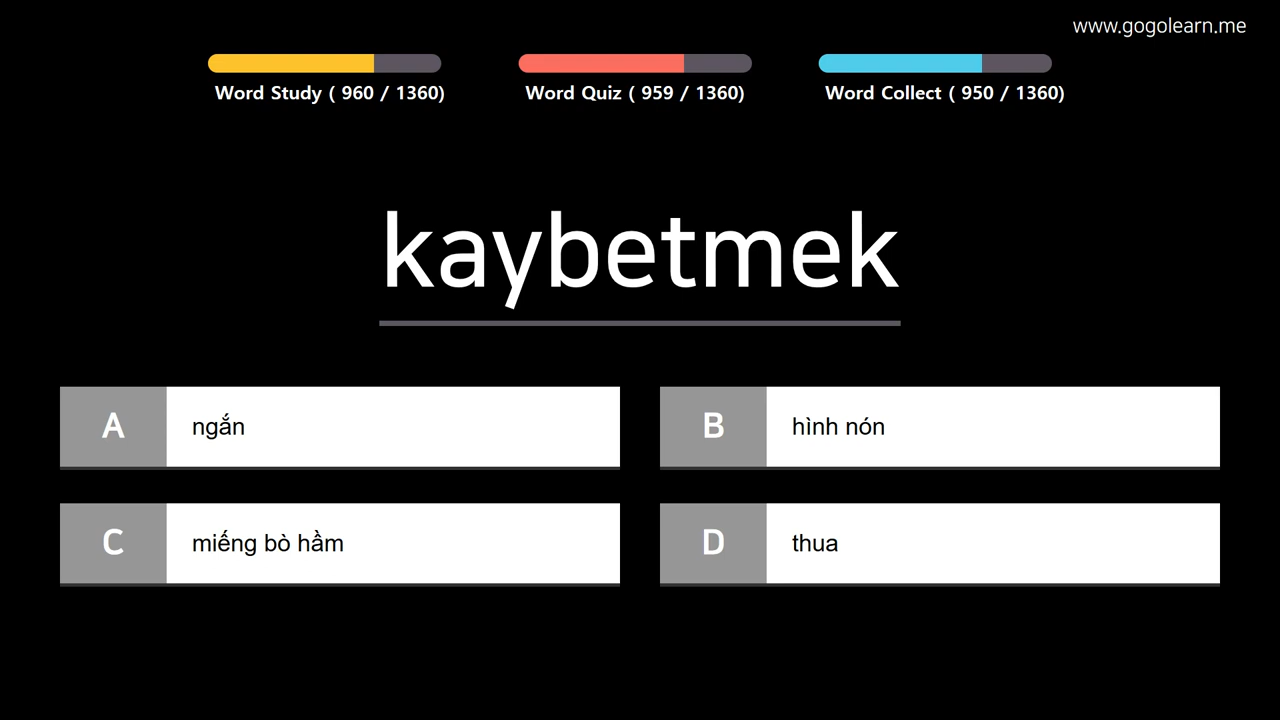 www.gogolearn.me
Word Study ( 960 / 1360)
Word Quiz ( 959 / 1360)
Word Collect ( 950 / 1360)
kaybetmek
A ngắn
B hình nón
C miếng bò hầm
D thua